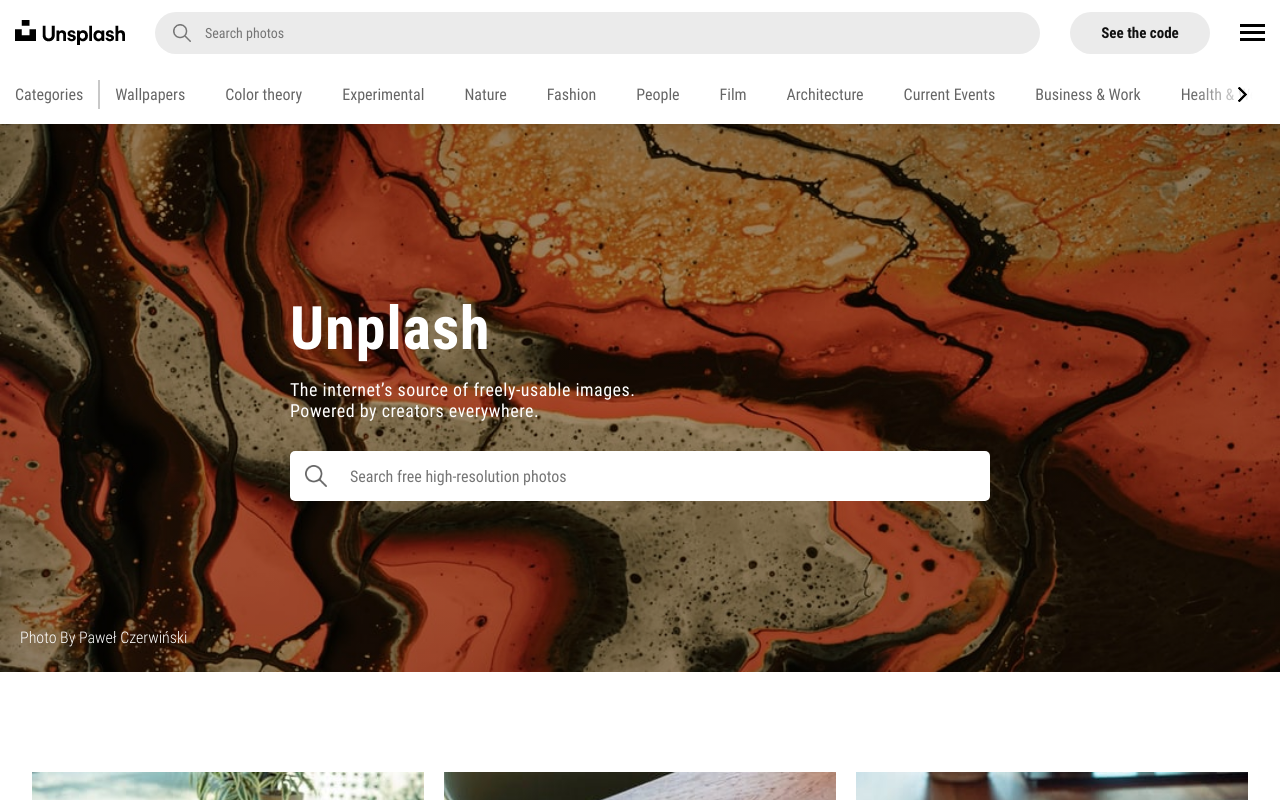 Unsplash
Search photos
See the code
Categories
Wallpapers
Color theory
Experimental
Nature
Fashion
People
Film
Architecture
Current Events
Business & Work
Health &
Unplash
The internet’s source of freely-usable images.
Powered by creators everywhere.
Search free high-resolution photos
Photo By Paweł Czerwiński